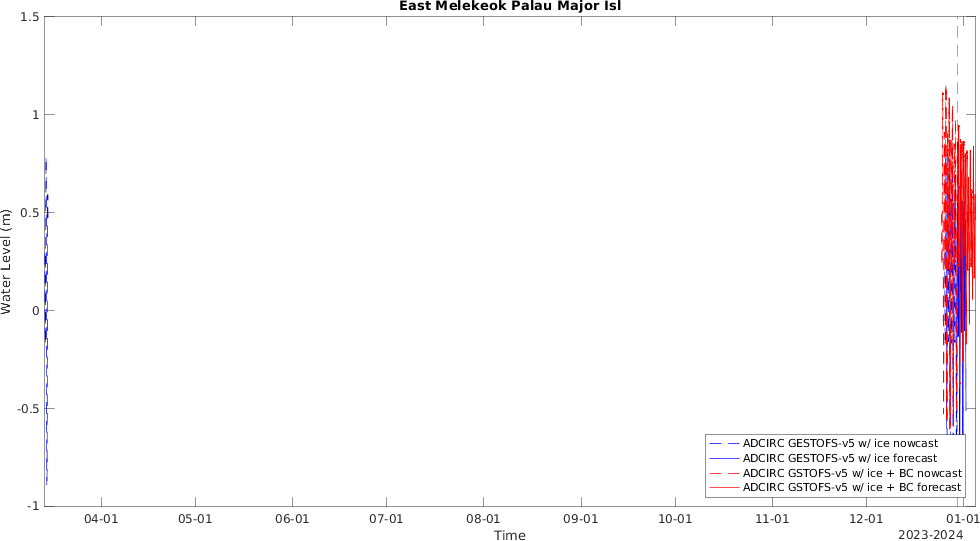 East Melekeok Palau Major Isl
1.5
1
0.5
0
-0.5
-1
Water Level (m)
04-01 05-01 06-01 07-01 08-01 09-01 10-01 11-01 12-01 01-01
Time
2023-2024
ADCIRC GESTOFS-v5 w/ ice nowcast
ADCIRC GESTOFS-v5 w/ ice forecast
ADCIRC GSTOFS-v5 w/ ice + BC nowcast
ADCIRC GSTOFS-v5 w/ ice + BC forecast